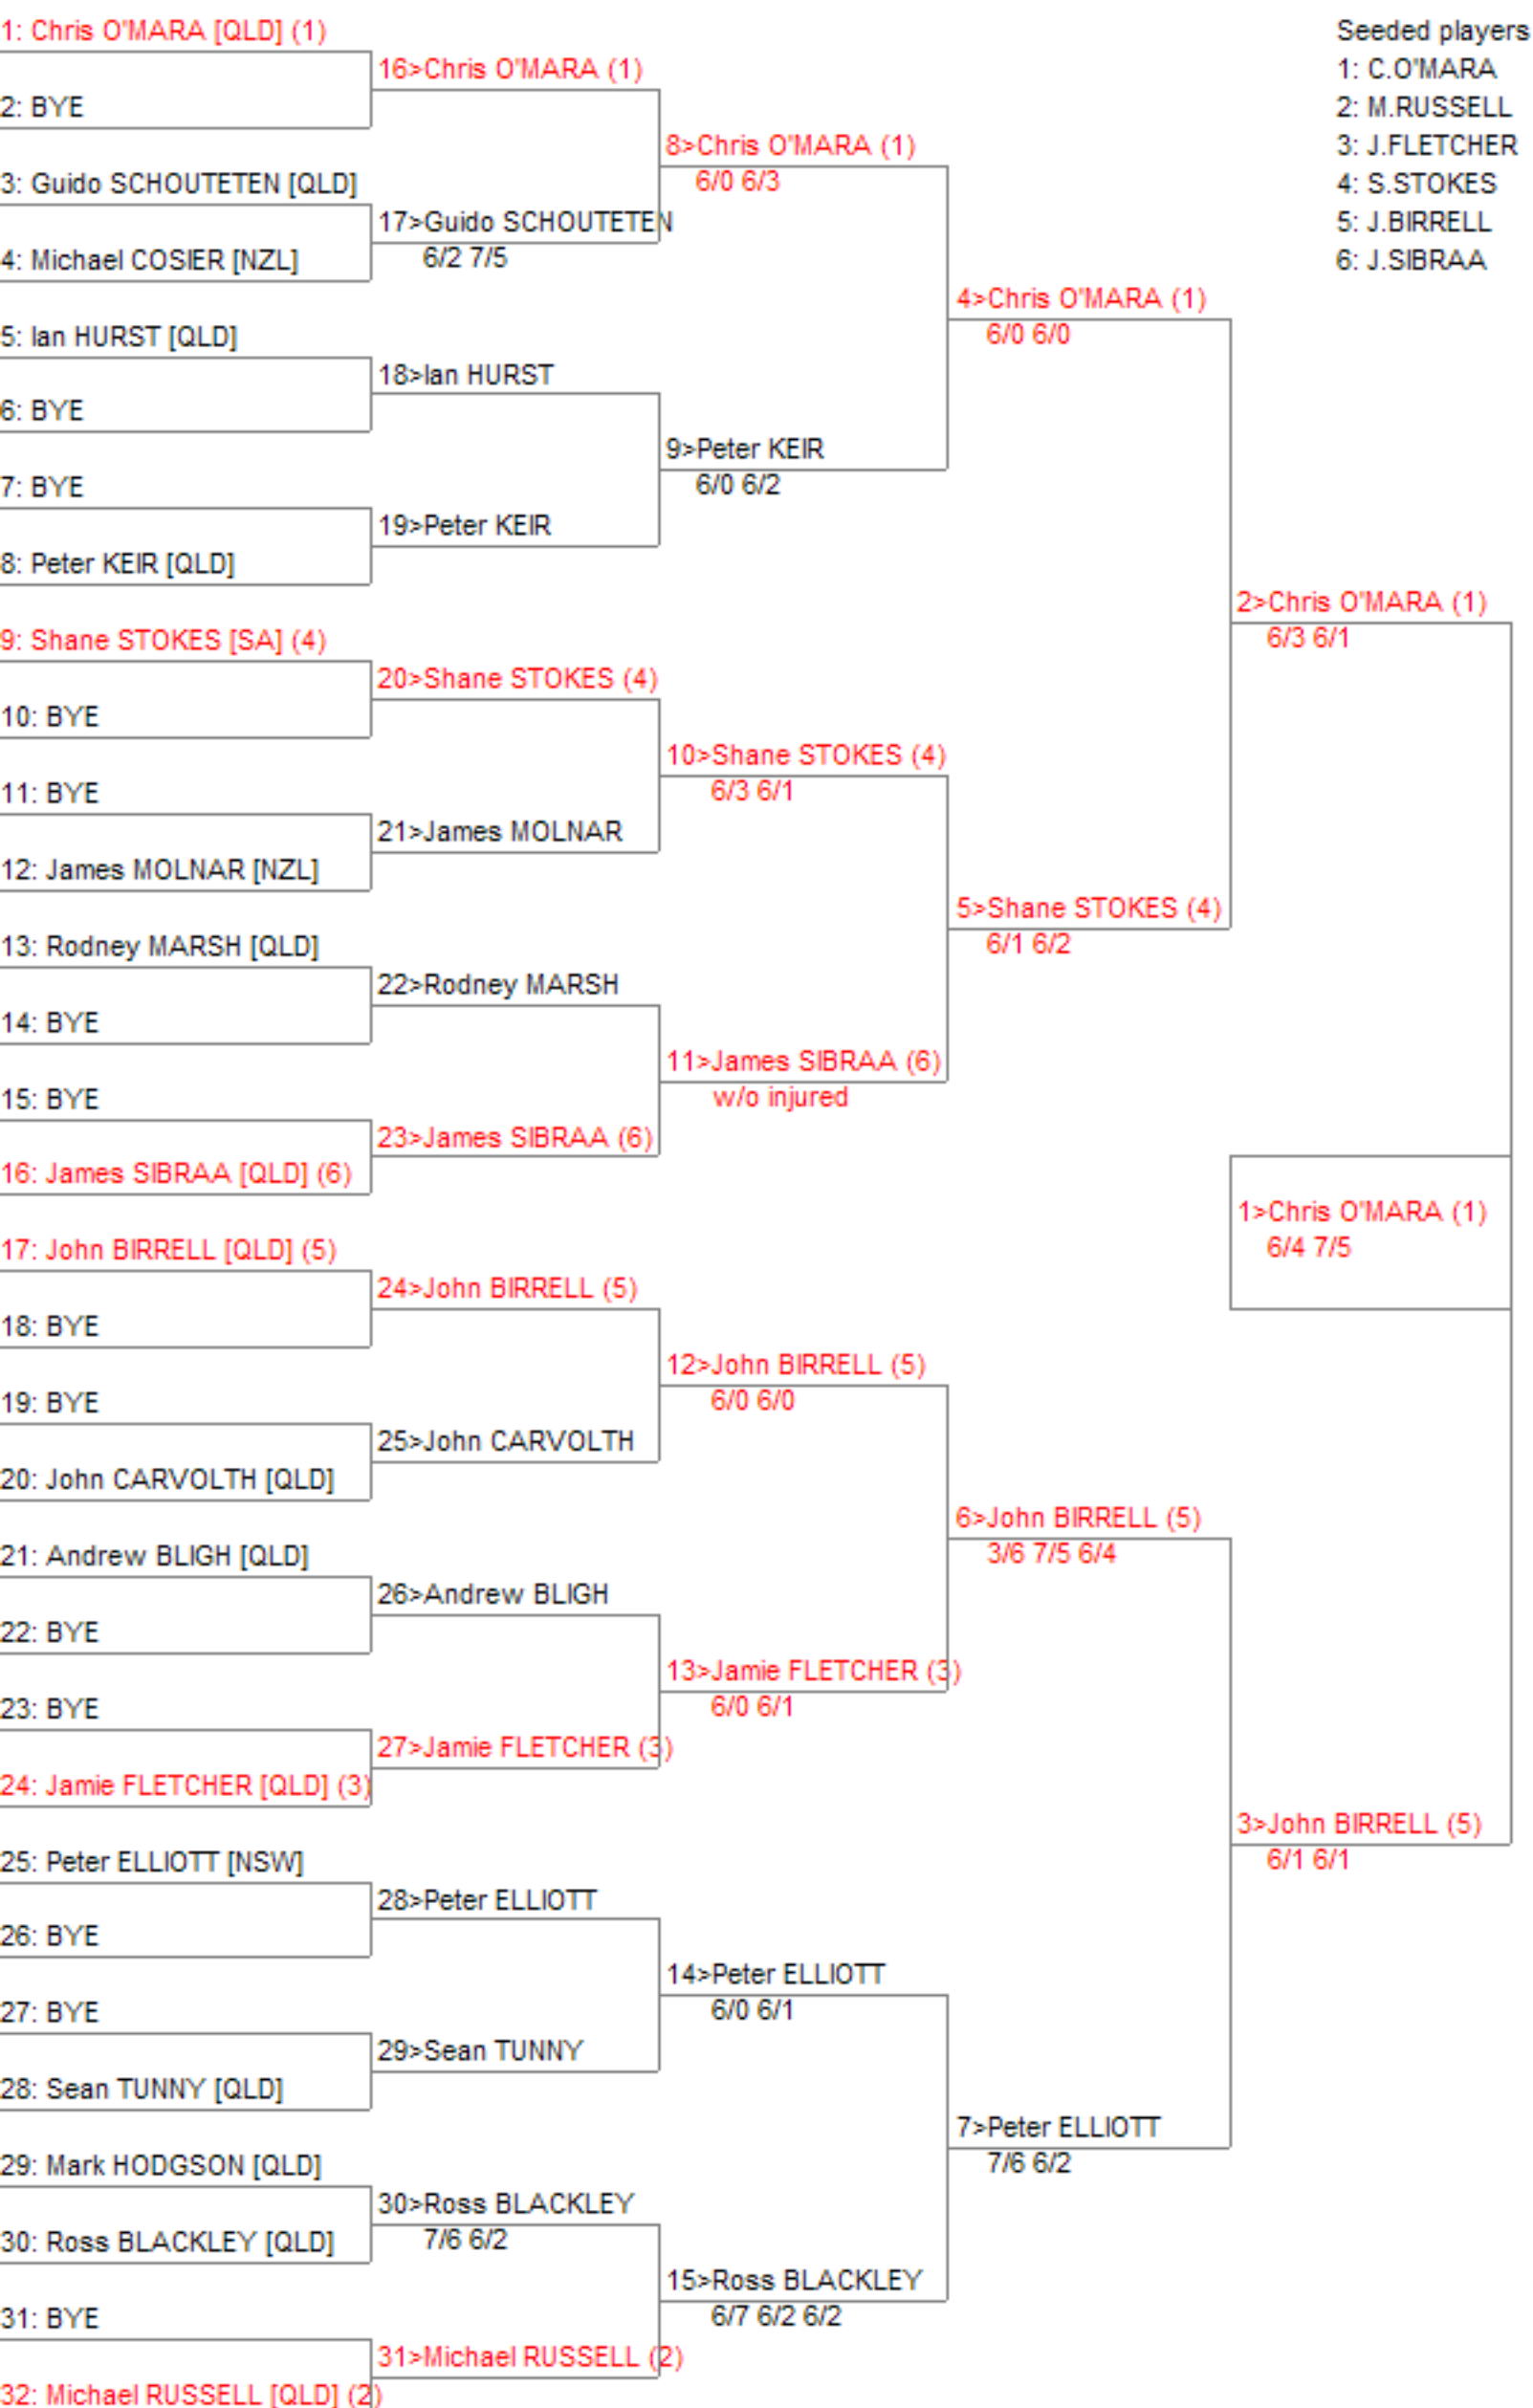 1: Chris O'MARA [QLD] (1)
2: BYE
3: Guido SCHOUTETEN [QLD]
4: Michael COSIER [NZL]
5: Ian HURST [QLD]
6: BYE
7: BYE
8: Peter KEIR [QLD]
9: Shane STOKES [SA] (4)
10: BYE
11: BYE
12: James MOLNAR [NZL]
13: Rodney MARSH [QLD]
14: BYE
15: BYE
16: James SIBRAA [QLD] (6)
17: John BIRRELL [QLD] (5)
18: BYE
19: BYE
20: John CARVOLTH [QLD]
21: Andrew BLIGH [QLD]
22: BYE
23: BYE
24: Jamie FLETCHER [QLD] (3)
25: Peter ELLIOTT [NSW]
26: BYE
27: BYE
28: Sean TUNNY [QLD]
29: Mark HODGSON [QLD]
30: Ross BLACKLEY [QLD]
31: BYE
32: Michael RUSSELL [QLD] (2)
16>Chris O'MARA (1)
17>Guido SCHOUTETEN
6/2 7/5
18>Ian HURST
19>Peter KEIR
20>Shane STOKES (4)
21>James MOLNAR
22>Rodney MARSH
23>James SIBRAA (6)
24>John BIRRELL (5)
25>John CARVOLTH
26>Andrew BLIGH
27>Jamie FLETCHER (3)
28>Peter ELLIOTT
29>Sean TUNNY
30>Ross BLACKLEY
7/6 6/2
31>Michael RUSSELL (2)
8>Chris O'MARA (1)
6/0 6/3
9>Peter KEIR
6/0 6/2
10>Shane STOKES (4)
6/3 6/1
11>James SIBRAA (6)
w/o injured
12>John BIRRELL (5)
6/0 6/0
13>Jamie FLETCHER (3)
6/0 6/1
14>Peter ELLIOTT
6/0 6/1
15>Ross BLACKLEY
6/7 6/2 6/2
4>Chris O'MARA (1)
6/0 6/0
5>Shane STOKES (4)
6/1 6/2
6>John BIRRELL (5)
3/6 7/5 6/4
7>Peter ELLIOTT
7/6 6/2
2>Chris O'MARA (1)
6/3 6/1
3>John BIRRELL (5)
6/1 6/1
1>Chris O'MARA (1)
6/4 7/5
Seeded players
1: C.O'MARA
2: M.RUSSELL
3: J.FLETCHER
4: S.STOKES
5: J.BIRRELL
6: J.SIBRAA